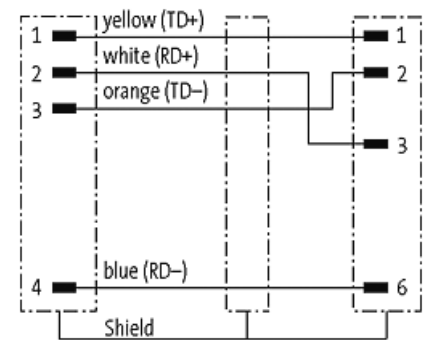 yellow (TD+)
1 1
white (RD+)
2 2
orange (TD–)
3
3
blue (RD–)
4 6
Shield